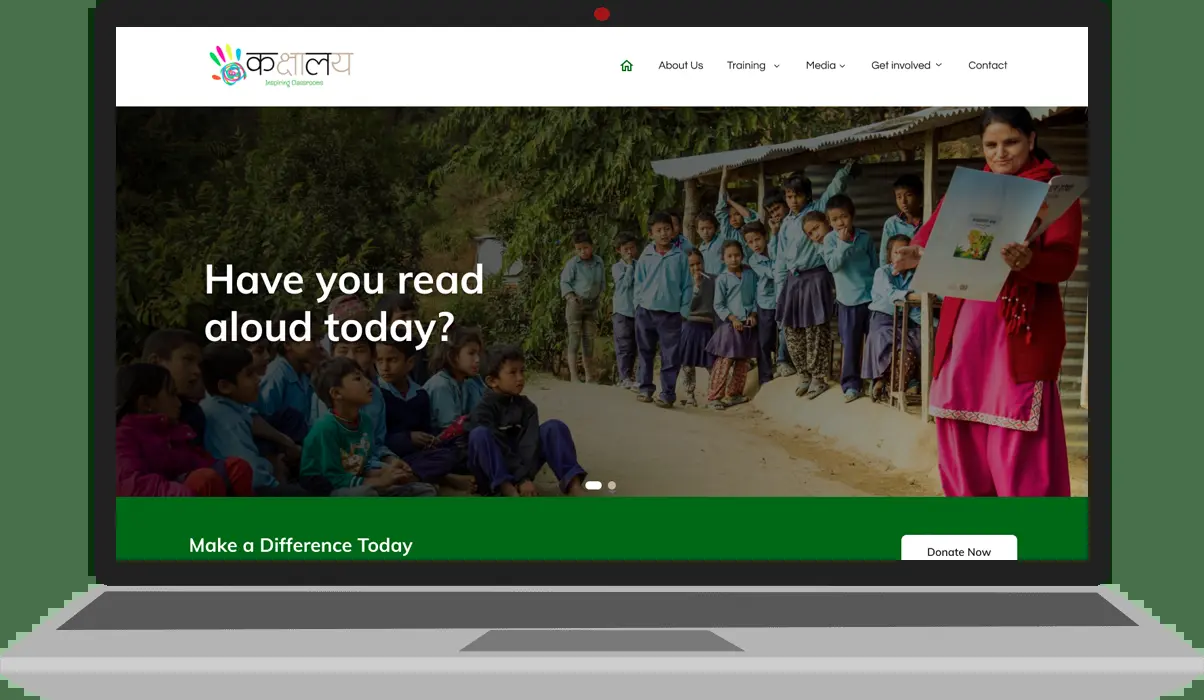 कक्षालय
Inspiring Classrooms
About Us
Training
Media
Get involved
Contact
Have you read
aloud today?
Make a Difference Today
Donate Now